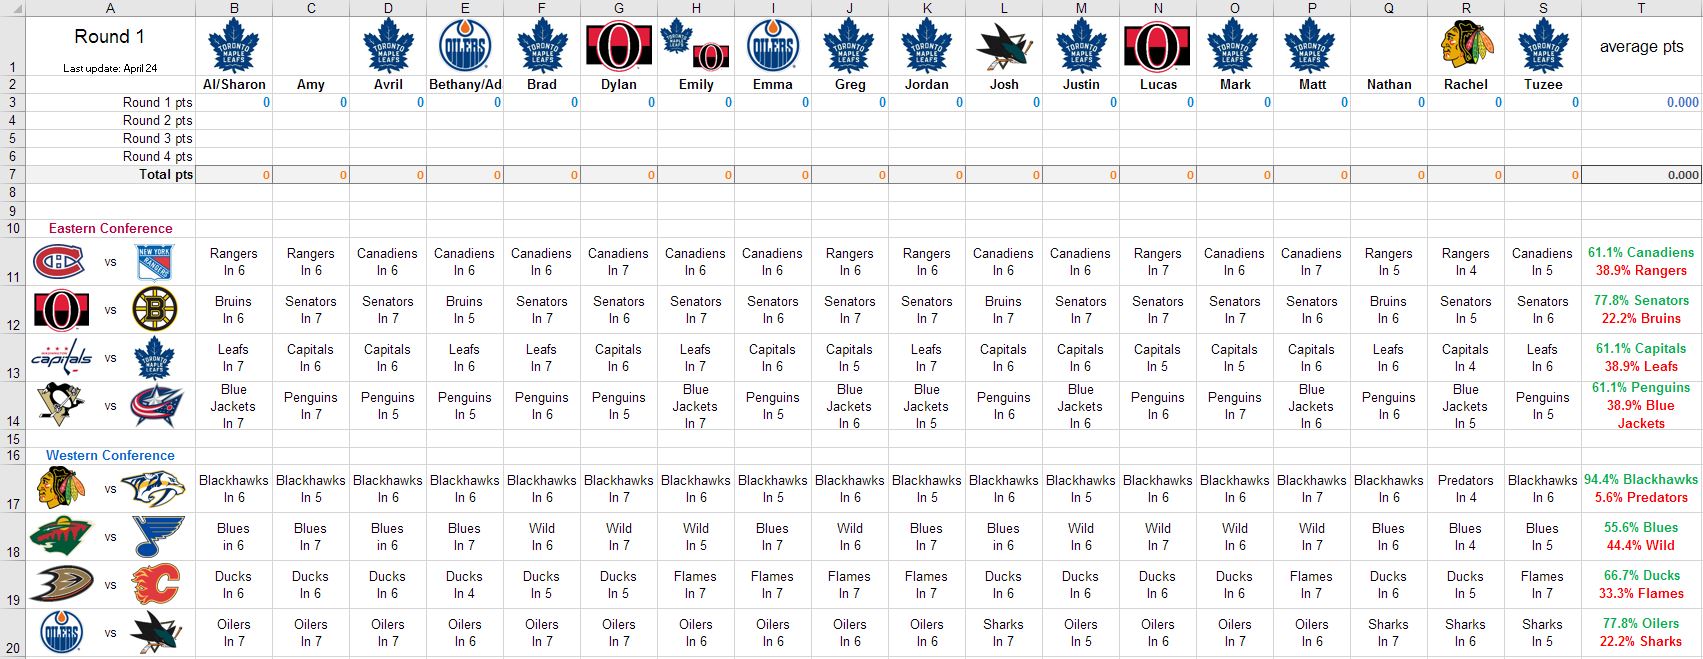 A B C D E F G H I J K L M N O P Q R S T
Round 1
TORONTO MAPLE LEAFS TORONTO MAPLE LEAFS OILERS TORONTO MAPLE LEAFS TORONTO MAPLE LEAFS OILERS TORONTO MAPLE LEAFS TORONTO MAPLE LEAFS TORONTO MAPLE LEAFS TORONTO MAPLE LEAFS TORONTO MAPLE LEAFS TORONTO MAPLE LEAFS
average pts
1 Last update: April 24
2 Al/Sharon Amy Avril Bethany/Ad Brad Dylan Emily Emma Greg Jordan Josh Justin Lucas Mark Matt Nathan Rachel Tuzee
3 Round 1 pts 0 0 0 0 0 0 0 0 0 0 0 0 0 0 0 0 0 0 0.000
4 Round 2 pts
5 Round 3 pts
6 Round 4 pts
7 Total pts 0 0 0 0 0 0 0 0 0 0 0 0 0 0 0 0 0 0 0.000
8
9
10 Eastern Conference
vs NEW YORK RANGERS Rangers Rangers Canadiens Canadiens Canadiens Canadiens Canadiens Canadiens Rangers Rangers Canadiens Canadiens Rangers Canadiens Canadiens Rangers Rangers Canadiens 61.1% Canadiens
11 In 6 In 6 In 6 In 6 In 6 In 7 In 6 In 6 In 6 In 6 In 6 In 6 In 7 In 6 In 7 In 5 In 4 In 5 38.9% Rangers
vs B Bruins Senators Senators Bruins Senators Senators Senators Senators Senators Senators Bruins Senators Senators Senators Senators Bruins Senators Senators 77.8% Senators
12 In 6 In 7 In 7 In 5 In 7 In 6 In 7 In 6 In 7 In 7 In 7 In 7 In 7 In 6 In 6 In 6 In 5 In 6 22.2% Bruins
WASHINGTON capitals vs TORONTO MAPLE LEAFS Leafs Capitals Capitals Leafs Leafs Capitals Leafs Capitals Capitals Leafs Capitals Capitals Capitals Capitals Capitals Leafs Capitals Leafs 61.1% Capitals
13 In 7 In 6 In 6 In 6 In 7 In 6 In 7 In 6 In 5 In 7 In 6 In 6 In 5 In 5 In 6 In 6 In 4 In 6 38.9% Leafs
Blue Blue Blue Blue Blue Blue Blue 61.1% Penguins
vs Jackets Penguins Penguins Penguins Penguins Penguins Jackets Penguins Jackets Jackets Penguins Jackets Penguins Penguins Jackets Penguins Jackets Penguins 38.9% Blue
14 In 7 In 7 In 5 In 5 In 6 In 5 In 7 In 5 In 6 In 5 In 6 In 6 In 6 In 7 In 6 In 6 In 5 In 5 Jackets
15
16 Western Conference
vs Blackhawks Blackhawks Blackhawks Blackhawks Blackhawks Blackhawks Blackhawks Blackhawks Blackhawks Blackhawks Blackhawks Blackhawks Blackhawks Blackhawks Blackhawks Blackhawks Predators Blackhawks 94.4% Blackhawks
17 In 6 In 5 In 6 In 6 In 6 In 7 In 6 In 5 In 6 In 5 In 5 In 5 In 6 In 6 In 7 In 6 In 4 In 6 5.6% Predators
vs Blues Blues Blues Blues Wild Wild Wild Blues Wild Blues Blues Wild Wild Wild Wild Blues Blues Blues 55.6% Blues
18 in 6 In 7 in 6 In 7 In 6 In 7 In 5 In 7 In 6 In 7 in 6 In 6 In 7 In 6 In 7 In 6 In 4 In 5 44.4% Wild
vs Ducks Ducks Ducks Ducks Ducks Ducks Flames Flames Flames Flames Ducks Ducks Ducks Ducks Flames Ducks Ducks Flames 66.7% Ducks
19 In 6 In 6 In 6 In 4 In 5 In 5 In 7 In 7 In 7 In 7 In 6 In 6 In 6 In 6 In 7 In 6 In 5 In 7 33.3% Flames
OILERS vs Oilers Oilers Oilers Oilers Oilers Oilers Oilers Oilers Oilers Oilers Sharks Oilers Oilers Oilers Oilers Sharks Sharks Sharks 77.8% Oilers
20 In 7 In 7 In 7 In 6 In 7 In 7 In 6 In 6 In 6 In 6 In 7 In 5 In 6 In 7 In 6 In 7 In 6 In 5 22.2% Sharks